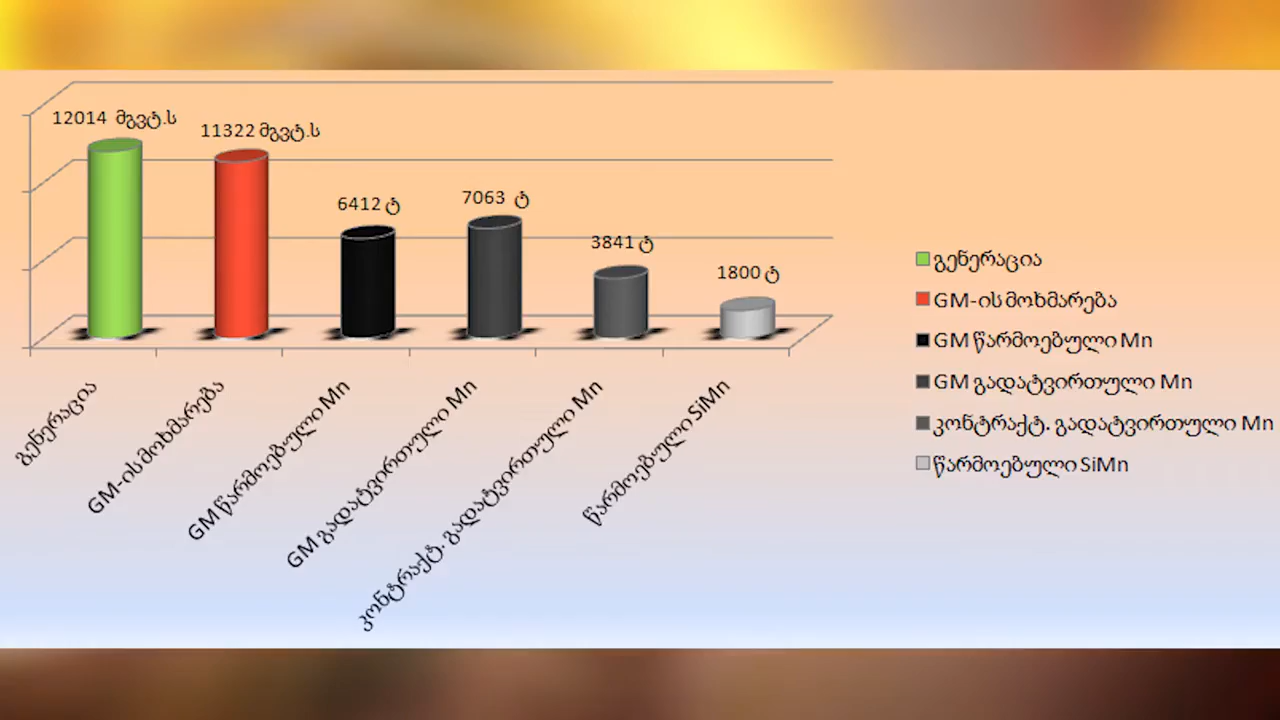 12014 მგვტ.ს
11322 მგვტ.ს
6412 ტ
7063 ტ
3841 ტ
1800 ტ
გენერაცია
GM-ის მოხმარება
GM წარმოებული Mn
GM გადატვირთული Mn
კონტრაქტ. გადატვირთული Mn
წარმოებული SiMn
გენერაცია
GM-ის მოხმარება
GM წარმოებული Mn
GM გადატვირთული Mn
კონტრაქტ. გადატვირთული Mn
წარმოებული SiMn